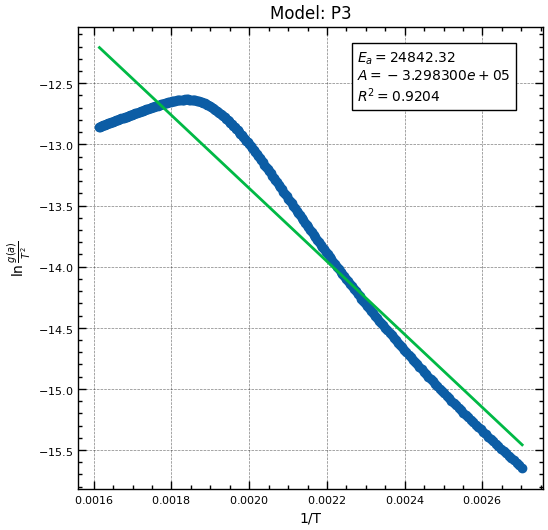 Model: P3
E_a = 24842.32
A = −3.298300e + 05
R² = 0.9204
−12.5
−13.0
−13.5
−14.0
−14.5
−15.0
−15.5
ln g(a)/T²
0.0016 0.0018 0.0020 0.0022 0.0024 0.0026
1/T